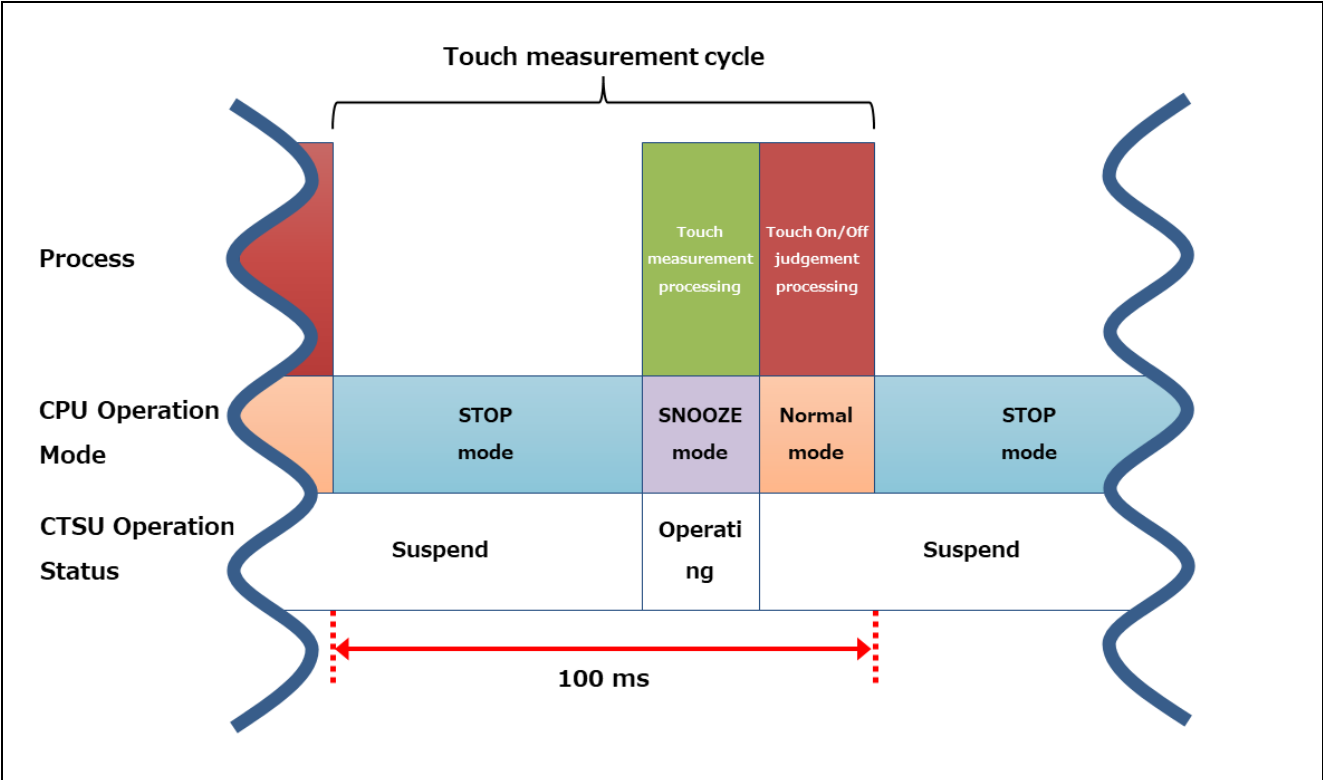 Touch measurement cycle
Process
Touch
measurement
processing
Touch On/Off
judgement
processing
CPU Operation
Mode
STOP
mode
SNOOZE
mode
Normal
mode
STOP
mode
CTSU Operation
Status
Suspend
Operati
ng
Suspend
100 ms